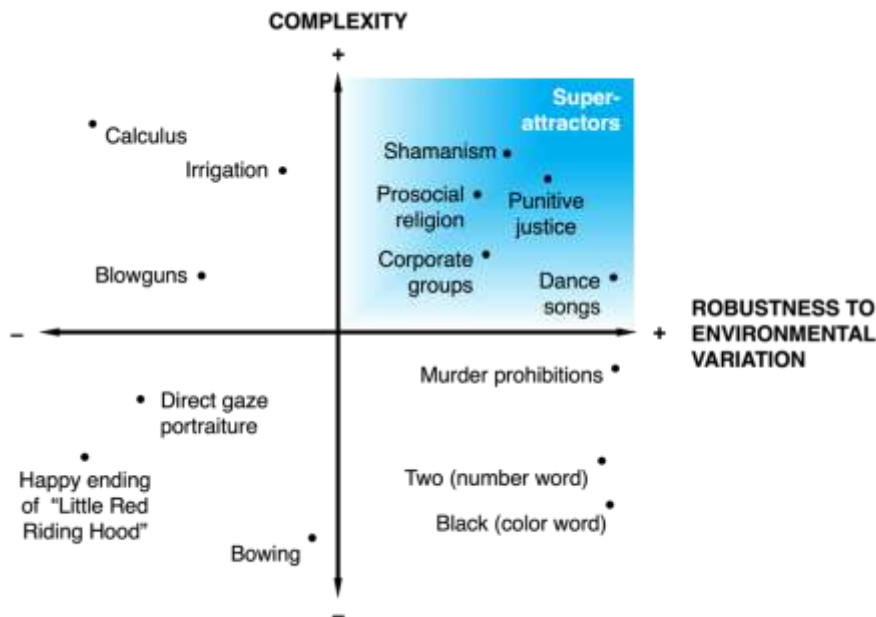 COMPLEXITY
+
Super-
attractors
Calculus
Shamanism
Irrigation
Prosocial
religion
Punitive
justice
Corporate
groups
Blowguns
Dance
songs
–
+
ROBUSTNESS TO
ENVIRONMENTAL
VARIATION
Murder prohibitions
Direct gaze
portraiture
Happy ending
of "Little Red
Riding Hood"
Two (number word)
Black (color word)
Bowing
–